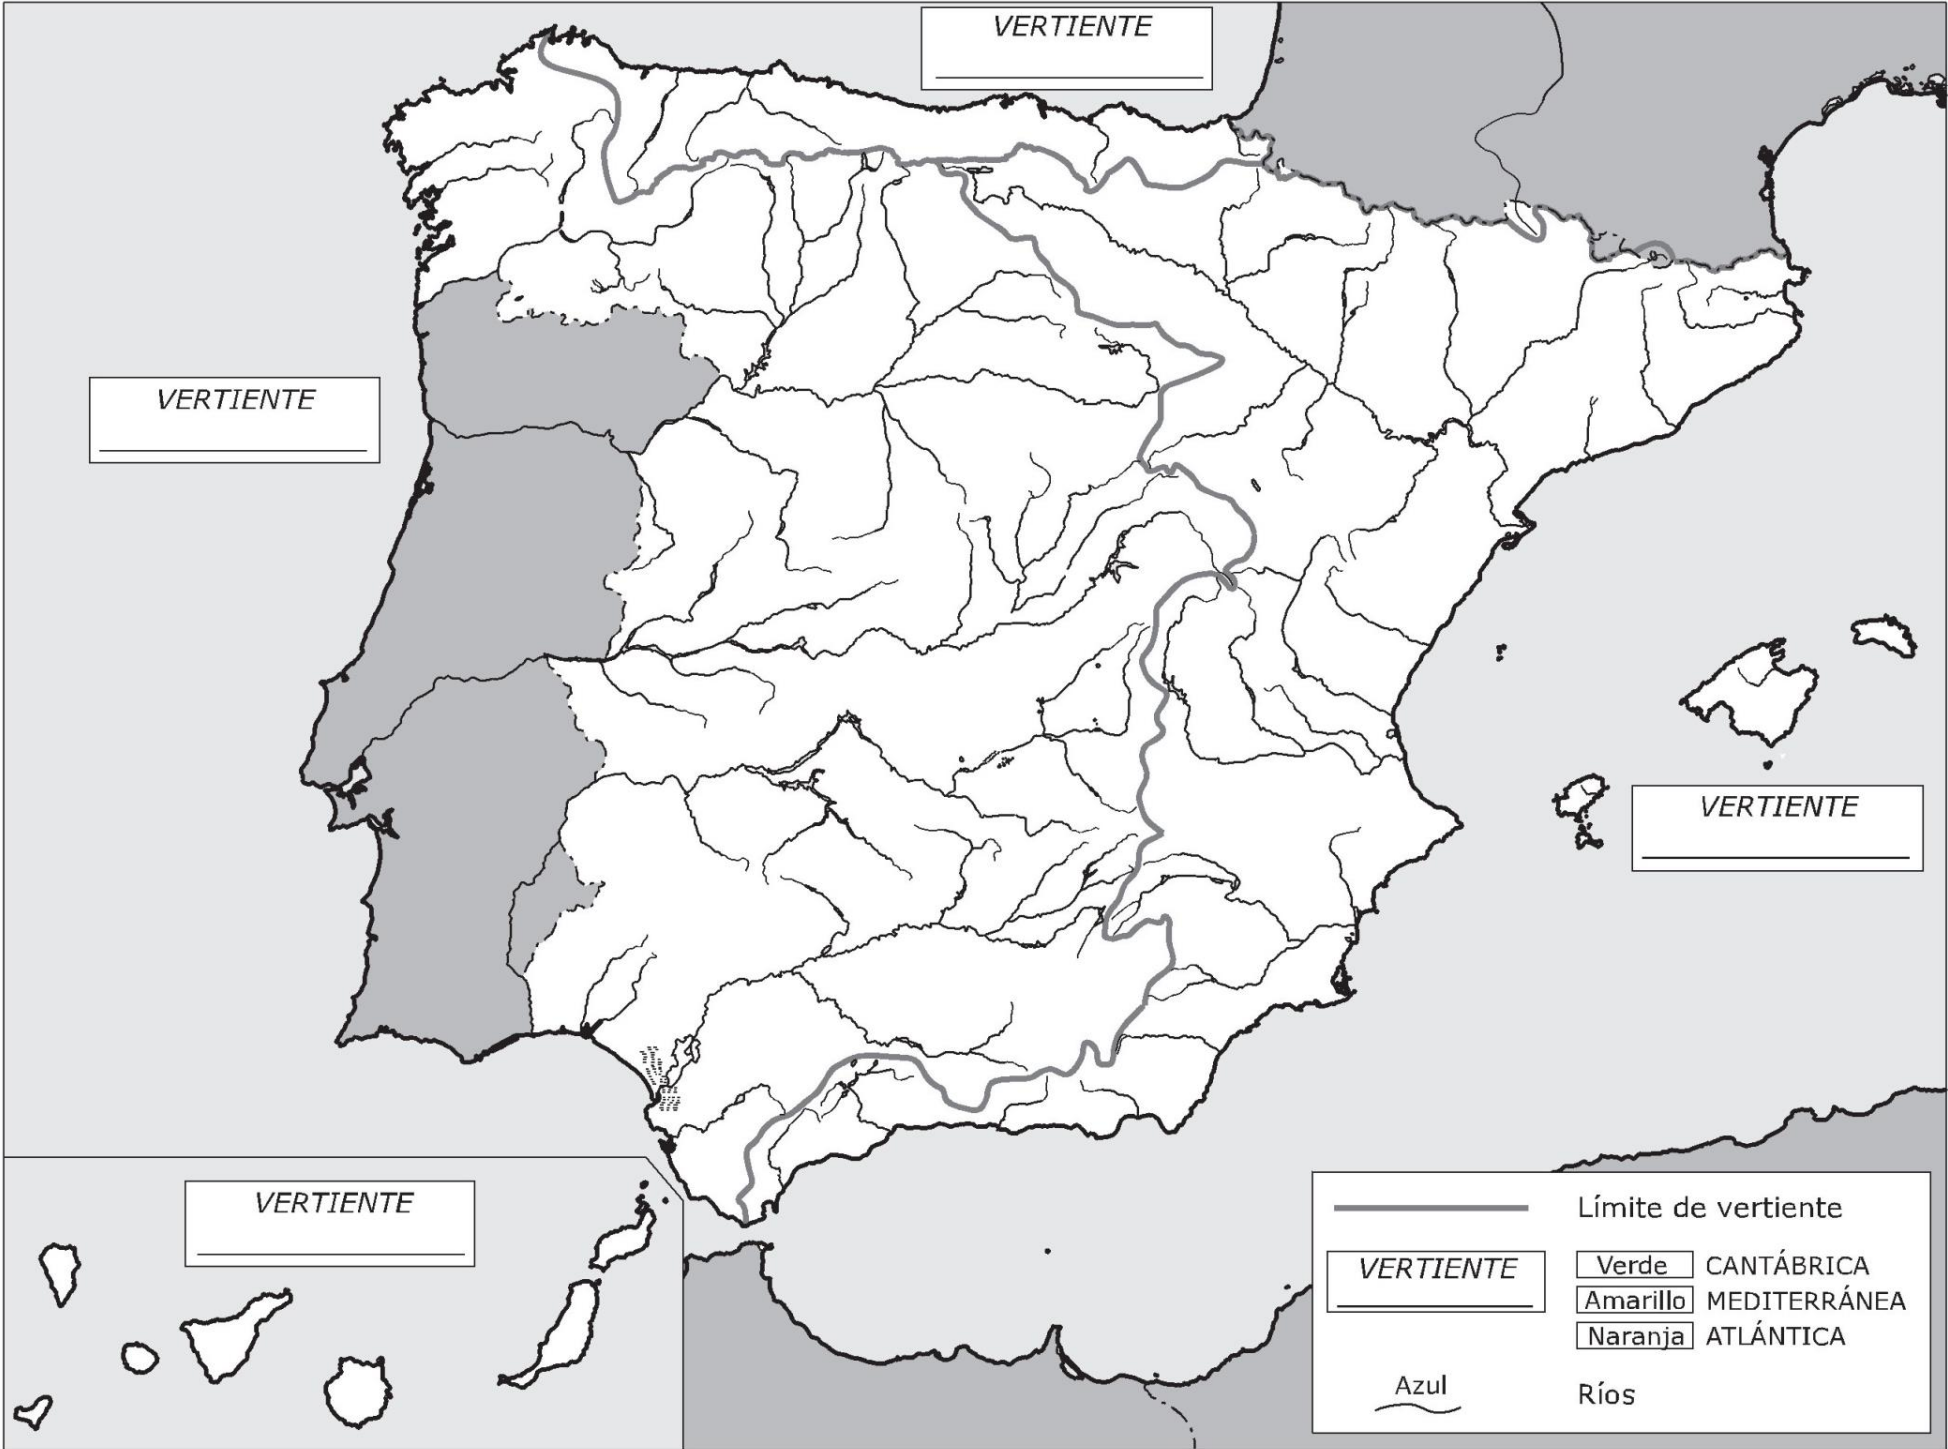 VERTIENTE
VERTIENTE
VERTIENTE
VERTIENTE
Límite de vertiente
VERTIENTE
Verde CANTÁBRICA
Amarillo MEDITERRÁNEA
Naranja ATLÁNTICA
Azul
Ríos